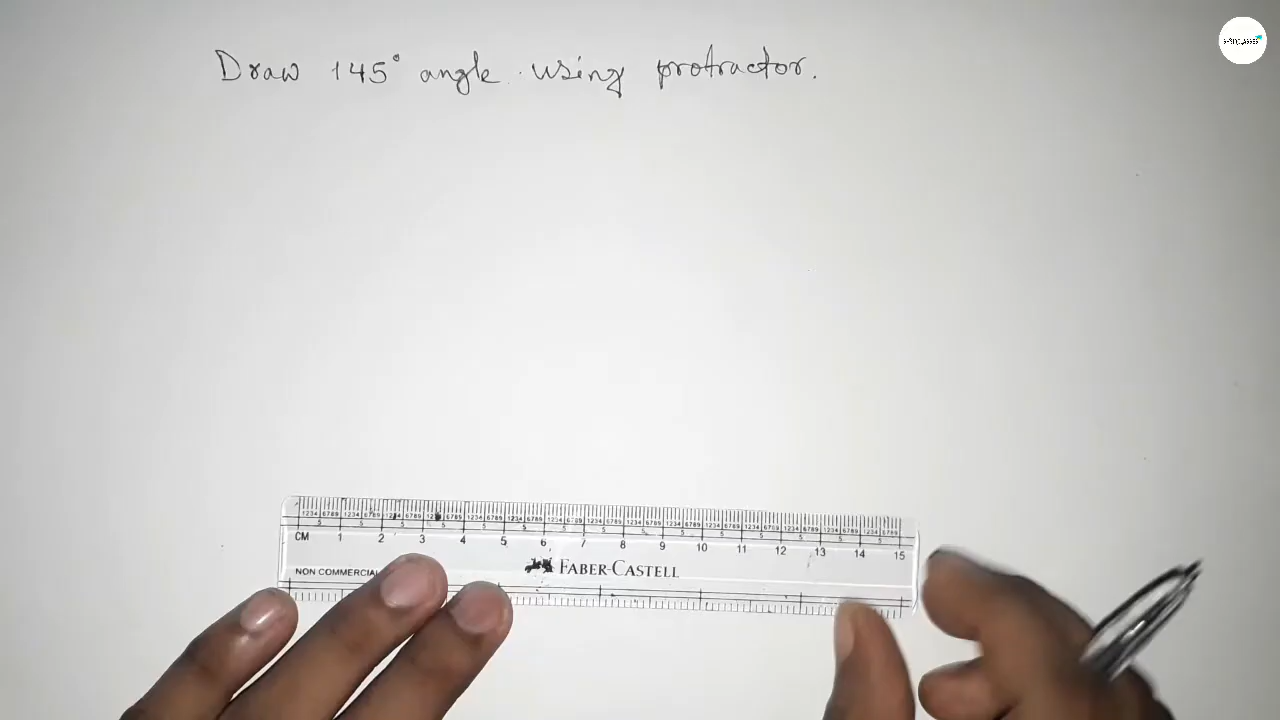 Draw 145° angle using protractor.
CM 1 2 3 4 5 6 7 8 9 10 11 12 13 14 15
FABER-CASTELL
NON COMMERCIAL